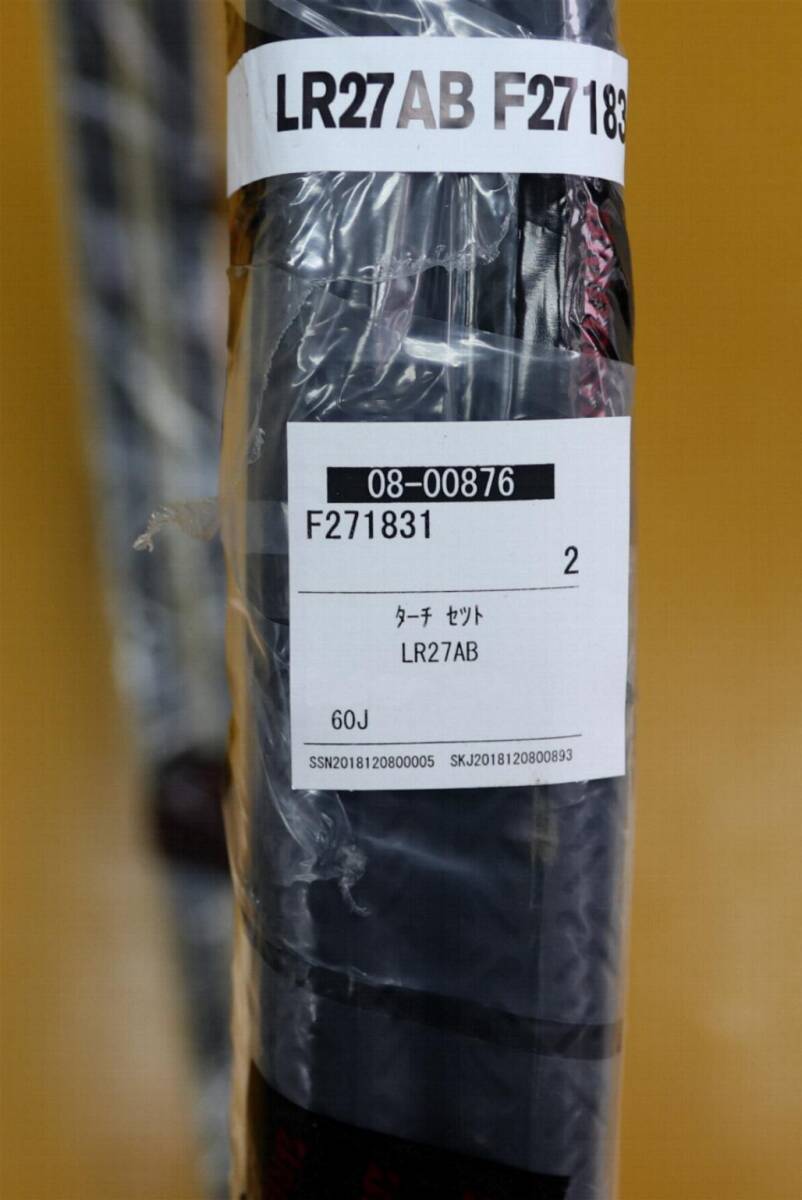 LR27AB F27183
08-00876
F271831
2
ﾀｰﾁ ｾﾂﾄ
LR27AB
60J
SSN2018120800005 SKJ2018120800893